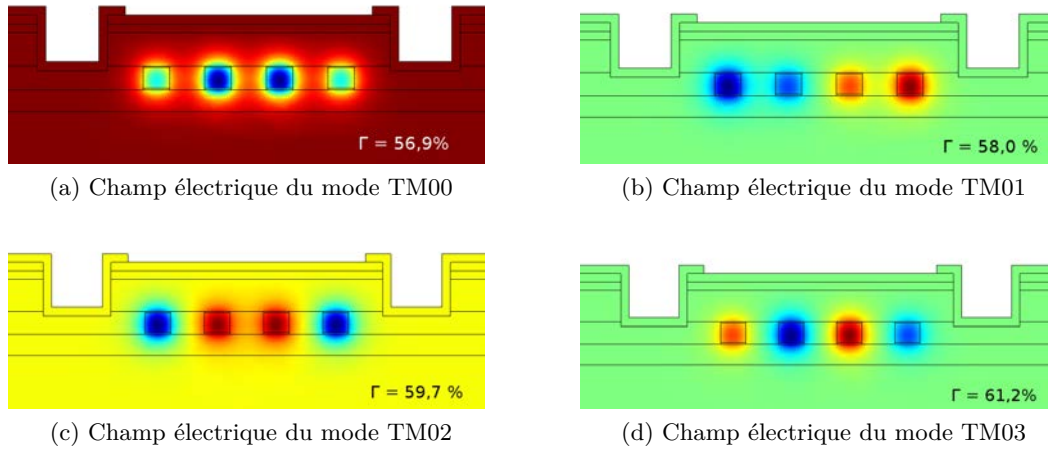 Γ = 56,9%
Γ = 58,0 %
(a) Champ électrique du mode TM00
(b) Champ électrique du mode TM01
Γ = 59,7 %
Γ = 61,2%
(c) Champ électrique du mode TM02
(d) Champ électrique du mode TM03